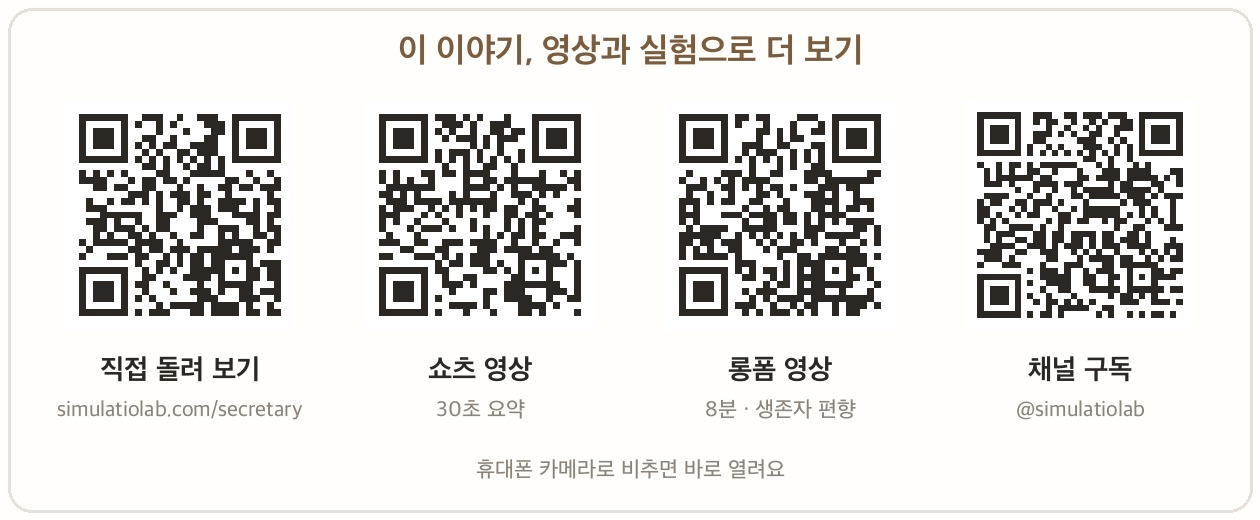 이 이야기, 영상과 실험으로 더 보기
직접 돌려 보기
simulatiolab.com/secretary
쇼츠 영상
30초 요약
롱폼 영상
8분 · 생존자 편향
채널 구독
@simulatiolab
휴대폰 카메라로 비추면 바로 열려요